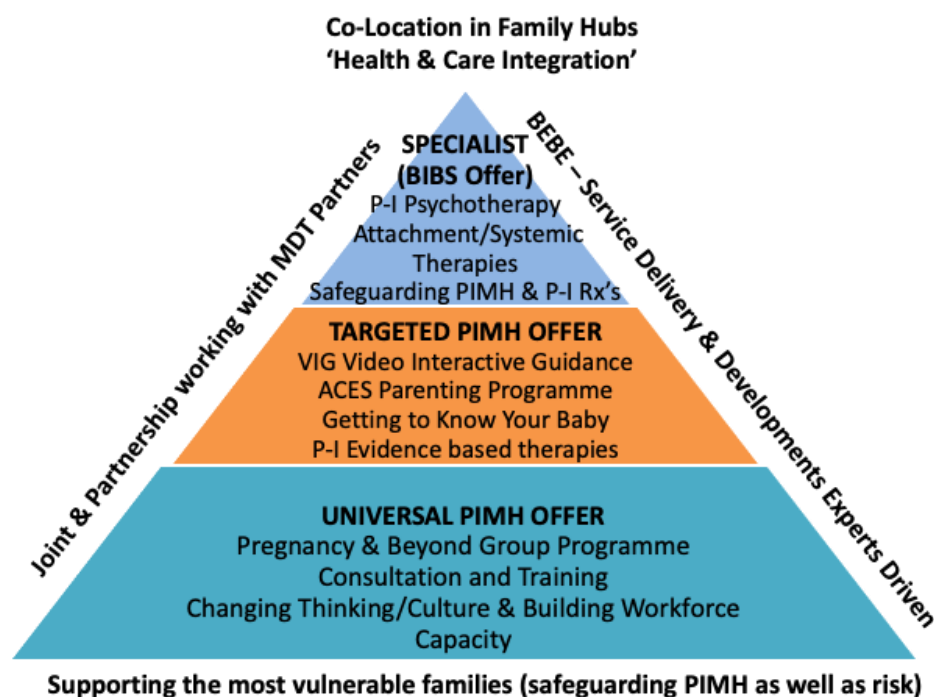 Co-Location in Family Hubs
‘Health & Care Integration’
Joint & Partnership working with MDT Partners
BEBE – Service Delivery & Developments Experts Driven
SPECIALIST
(BIBS Offer)
P-I Psychotherapy
Attachment/Systemic
Therapies
Safeguarding PIMH & P-I Rx’s
TARGETED PIMH OFFER
VIG Video Interactive Guidance
ACES Parenting Programme
Getting to Know Your Baby
P-I Evidence based therapies
UNIVERSAL PIMH OFFER
Pregnancy & Beyond Group Programme
Consultation and Training
Changing Thinking/Culture & Building Workforce
Capacity
Supporting the most vulnerable families (safeguarding PIMH as well as risk)